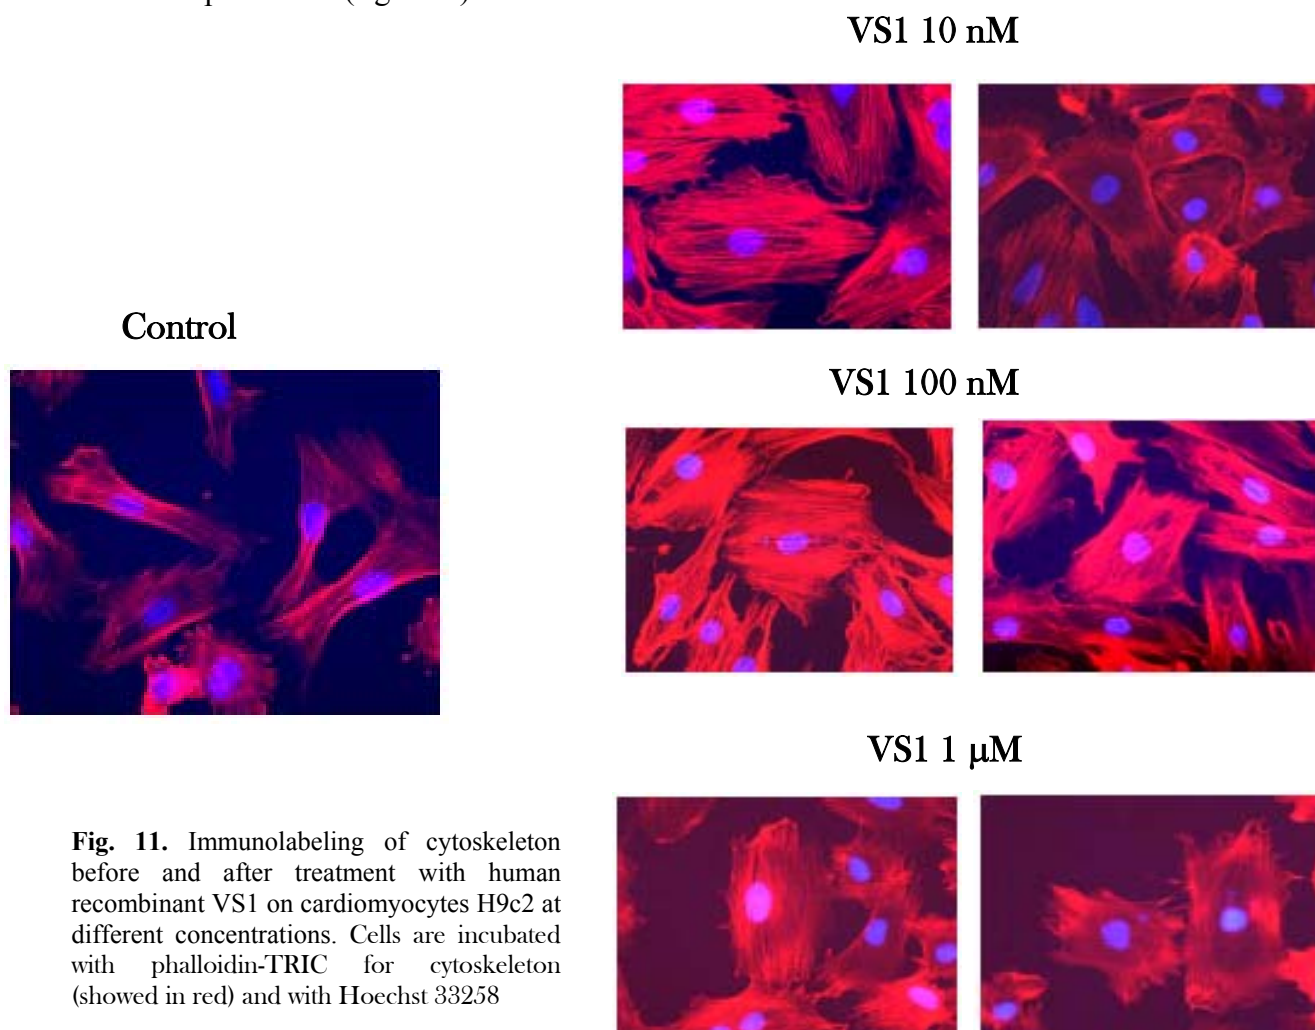 VS1 10 nM
Control
VS1 100 nM
VS1 1 μM
Fig. 11. Immunolabeling of cytoskeleton
before and after treatment with human
recombinant VS1 on cardiomyocytes H9c2 at
different concentrations. Cells are incubated
with phalloidin-TRIC for cytoskeleton
(showed in red) and with Hoechst 33258